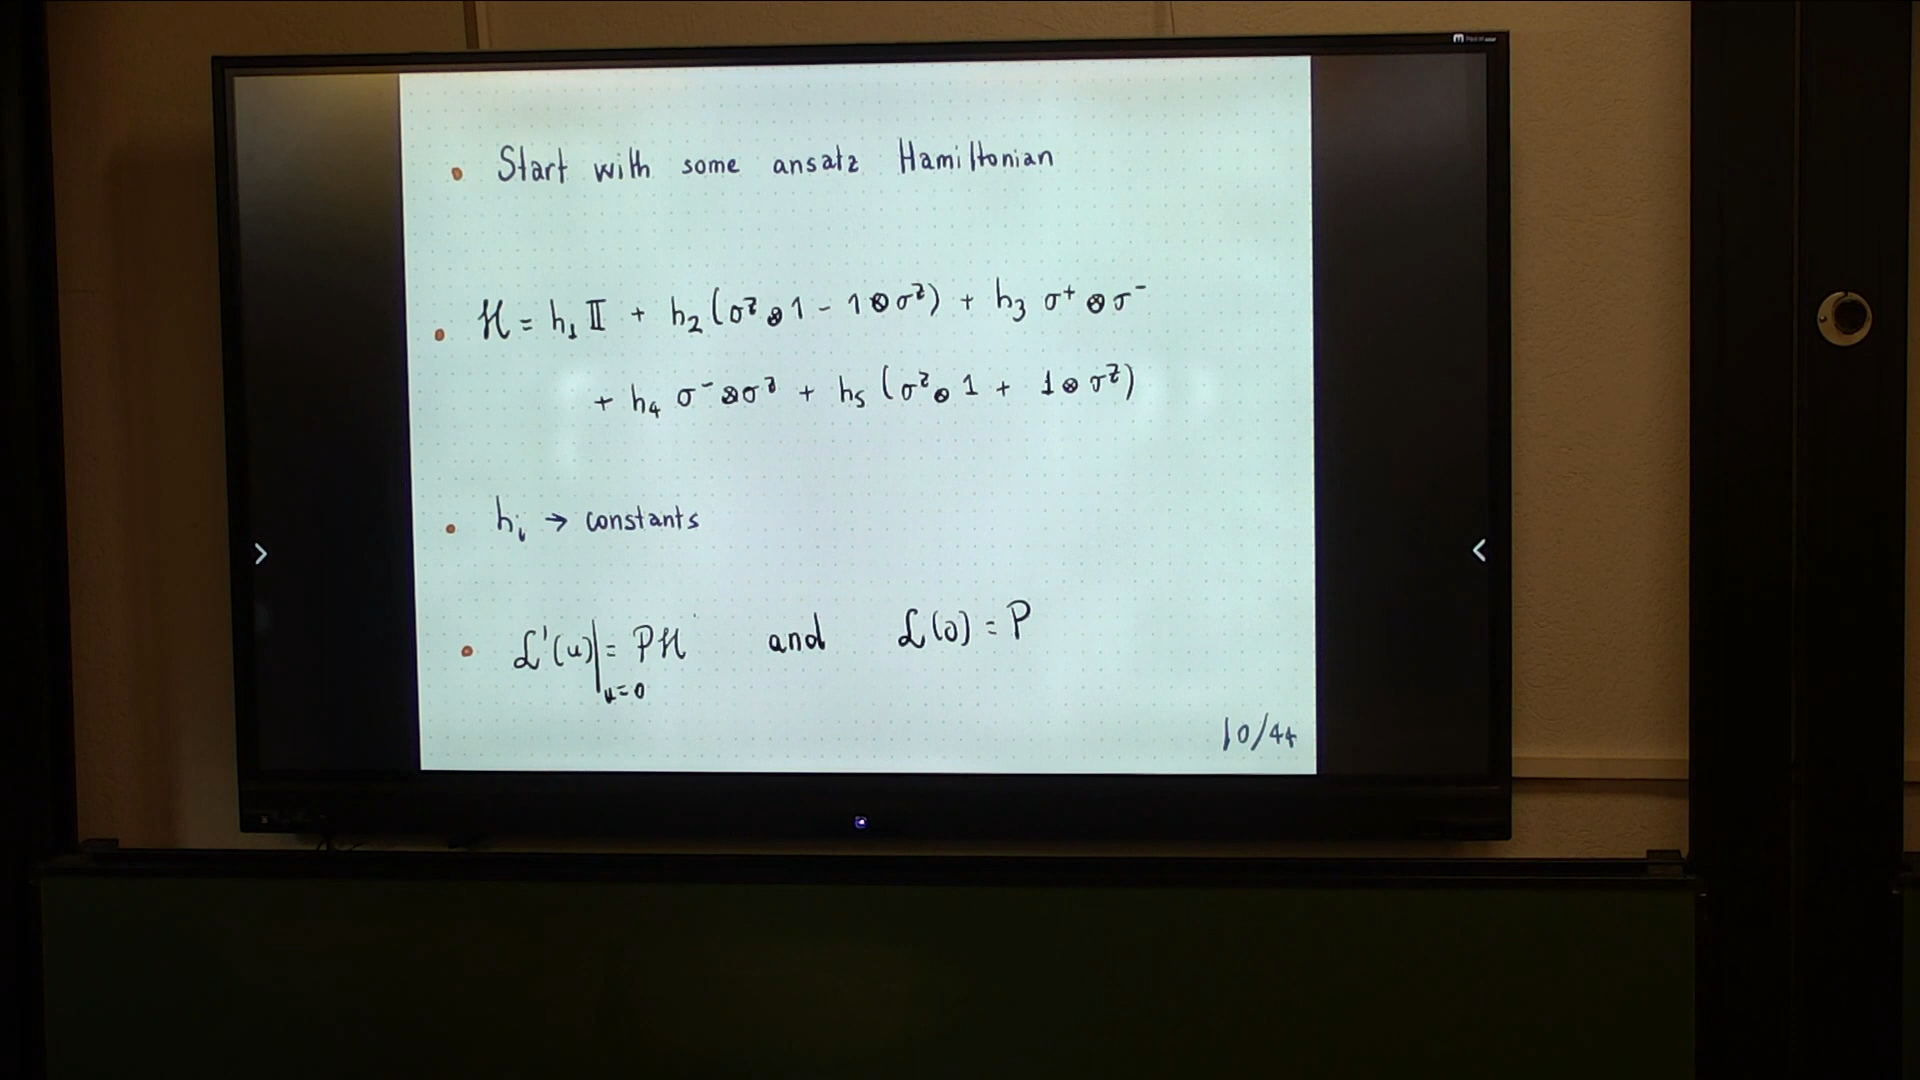 • Start with some ansatz Hamiltonian
• H = h₁ 𝕀 + h₂ (σᶻ ⊗ 1 - 1 ⊗ σᶻ) + h₃ σ⁺ ⊗ σ⁻
+ h₄ σ⁻ ⊗ σᶻ + h₅ (σᶻ ⊗ 1 + 1 ⊗ σᶻ)
• hᵢ → constants
• ℒ'(u)|ᵤ₌₀ = PH and ℒ(0) = P
10/44